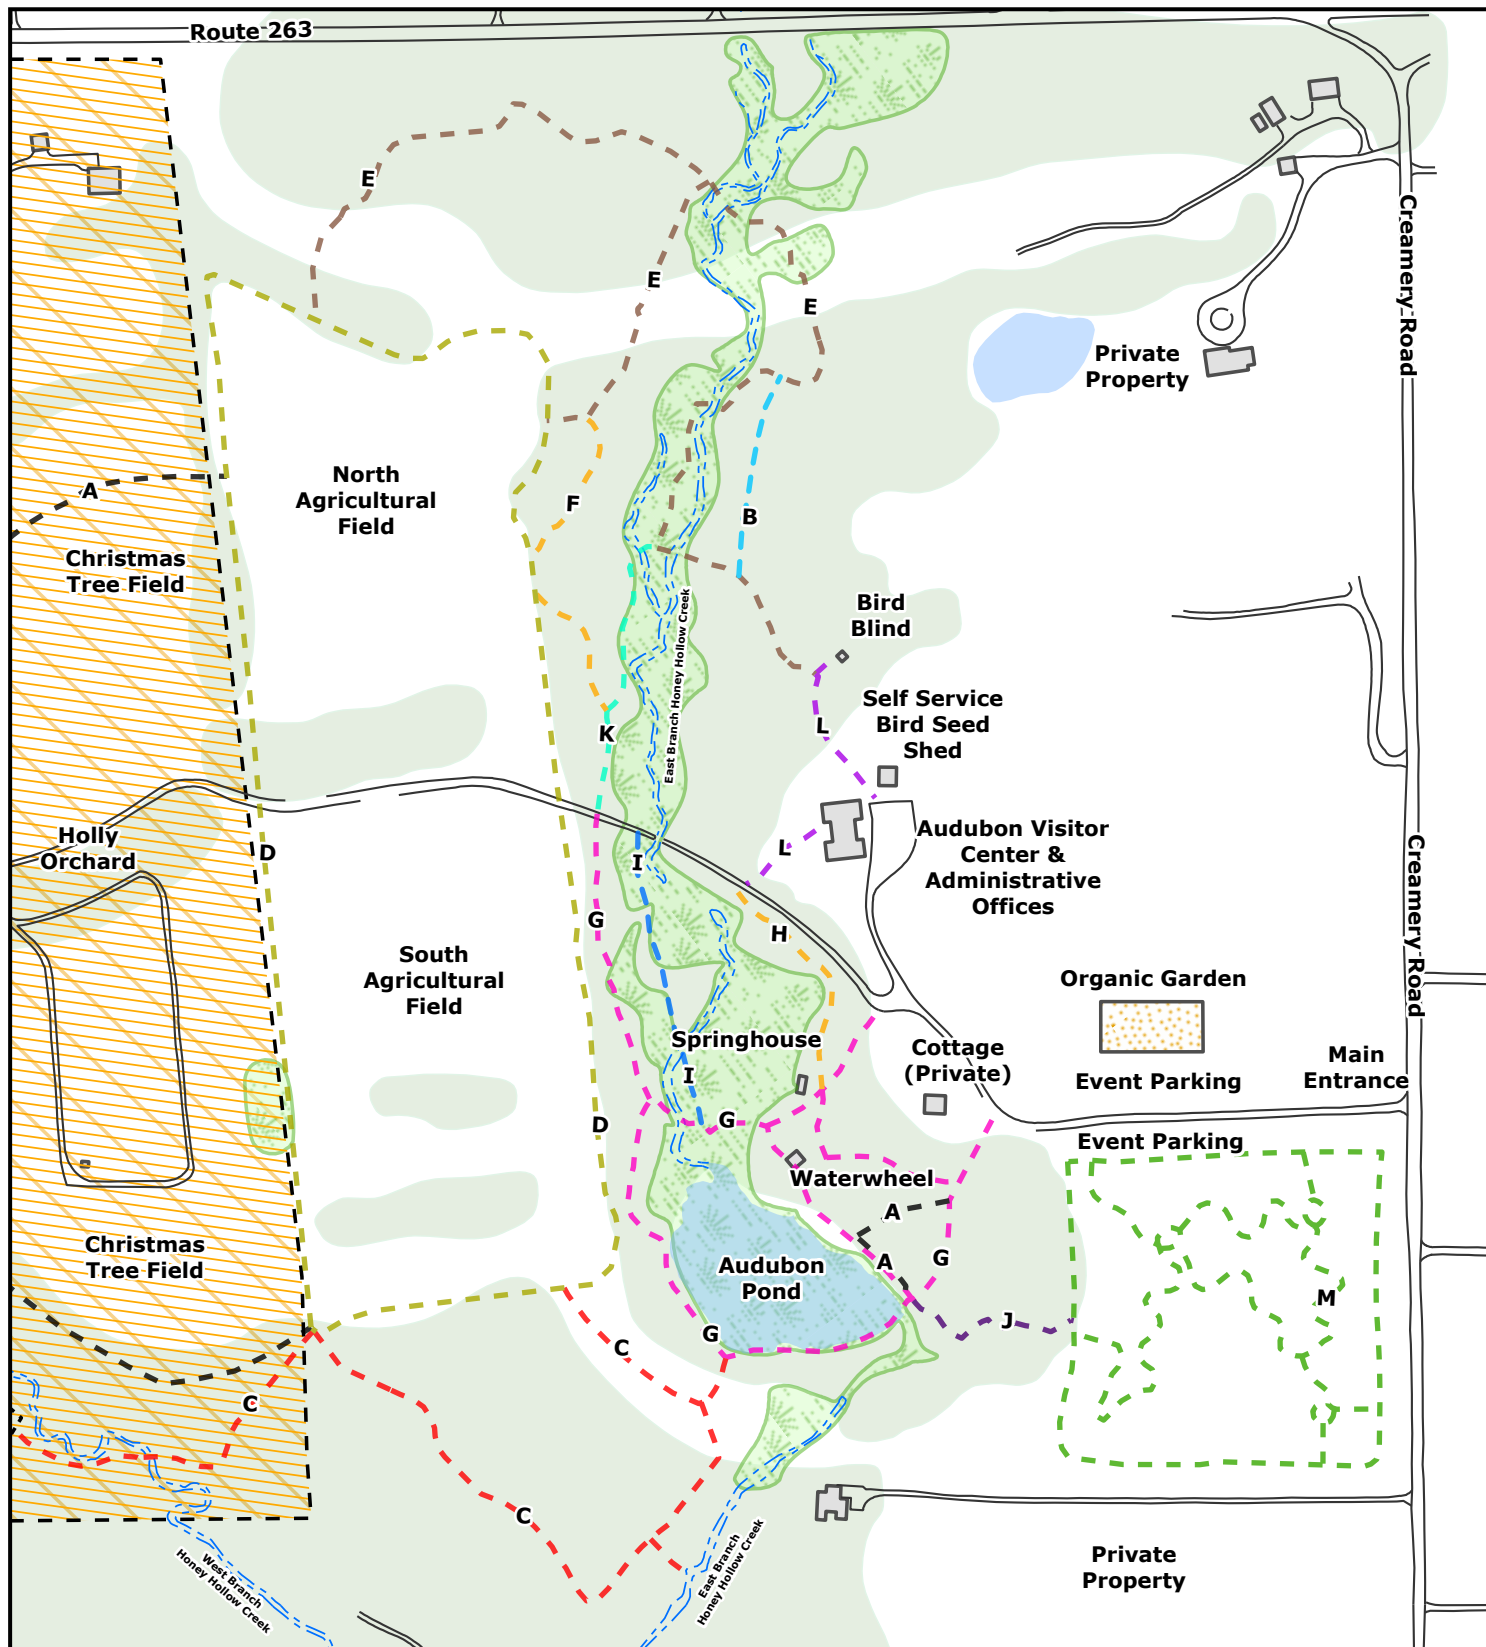 Route 263
E
E
E
Creamery Road
Private
Property
North
Agricultural
Field
A
F
B
Christmas
Tree Field
Bird
Blind
East Branch Honey Hollow Creek
Self Service
Bird Seed
Shed
L
K
Holly
Orchard
D
I
L
Audubon Visitor
Center &
Administrative
Offices
Creamery Road
G
H
South
Agricultural
Field
Organic Garden
Springhouse
Cottage
(Private)
Main
Entrance
I
Event Parking
G
D
Event Parking
Waterwheel
A
Christmas
Tree Field
Audubon
Pond
A
G
M
J
G
C
C
C
West Branch
Honey Hollow Creek
East Branch
Honey Hollow Creek
Private
Property